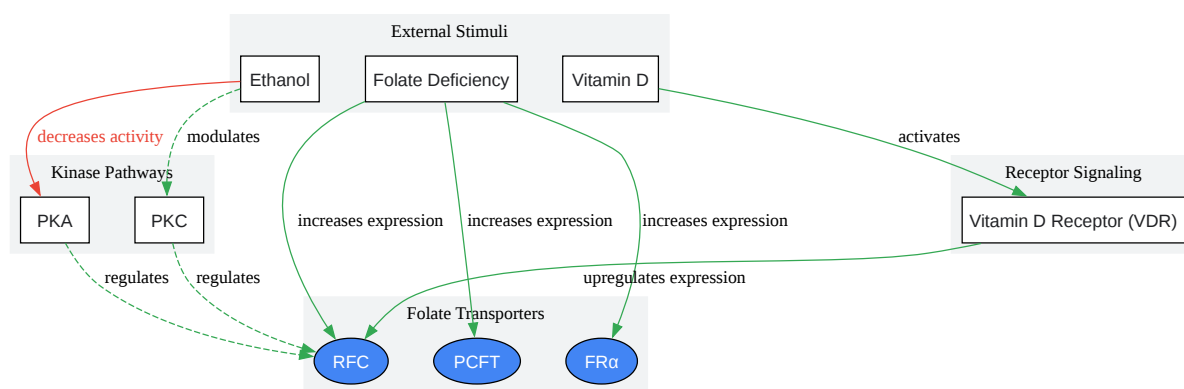 External Stimuli
Ethanol
Folate Deficiency
Vitamin D
decreases activity
modulates
activates
Kinase Pathways
Receptor Signaling
PKA
PKC
increases expression
increases expression
increases expression
Vitamin D Receptor (VDR)
regulates
regulates
upregulates expression
Folate Transporters
RFC
PCFT
FRα